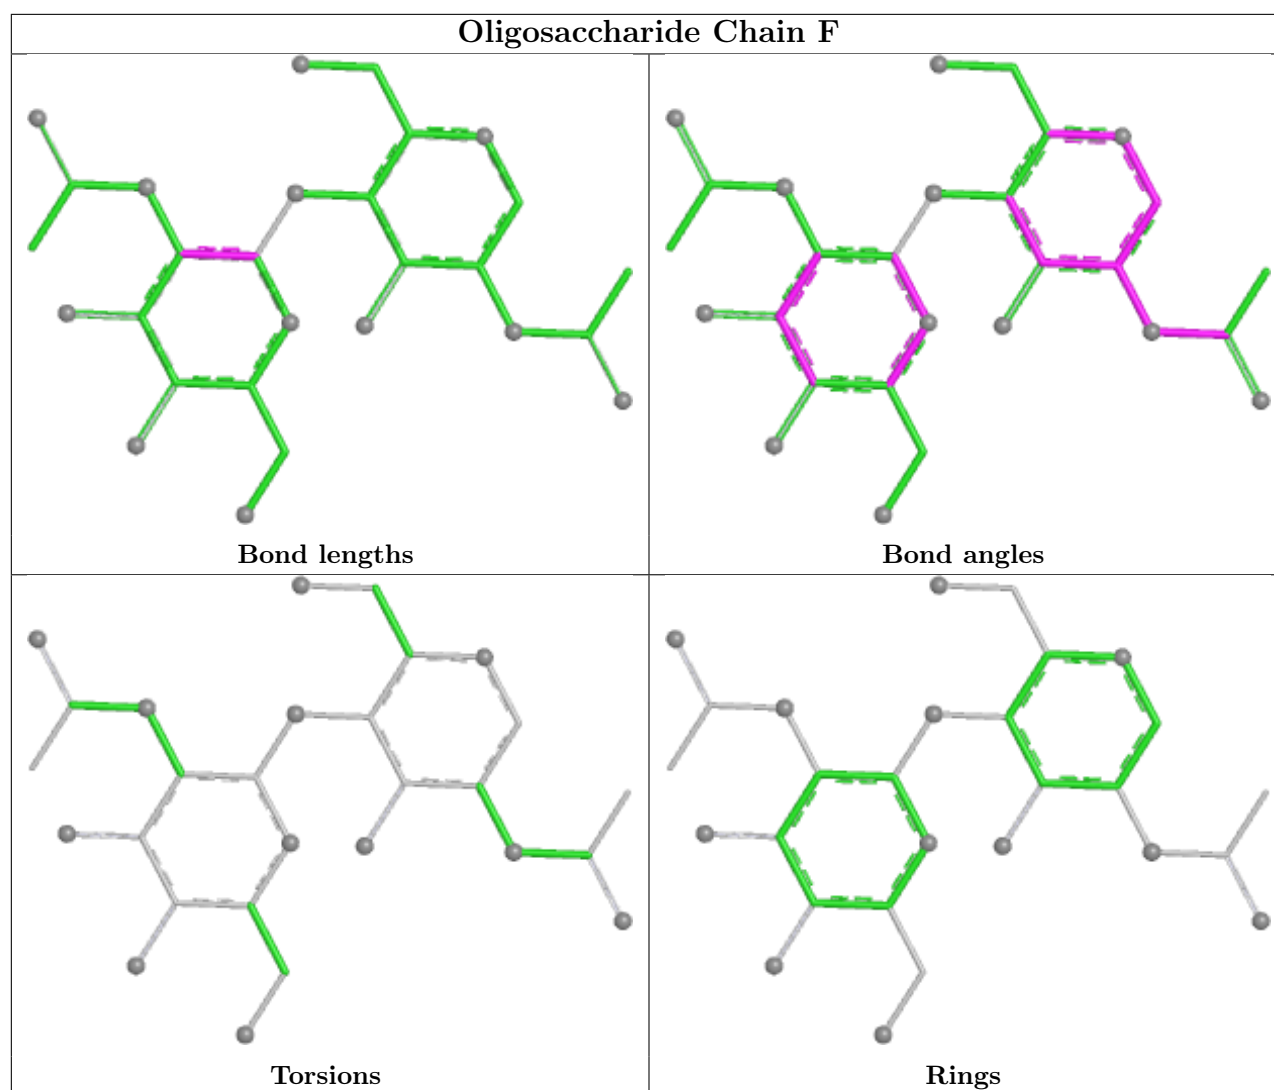 Oligosaccharide Chain F
Bond lengths
Bond angles
Torsions
Rings